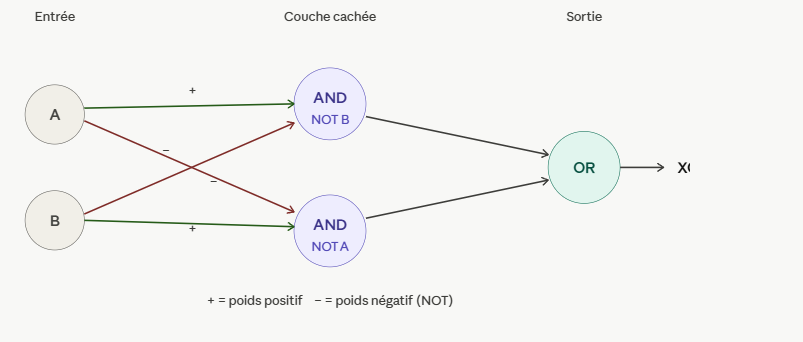 Entrée
Couche cachée
Sortie
+
A
AND
NOT B
−
OR
−
B
+
AND
NOT A
+ = poids positif − = poids négatif (NOT)